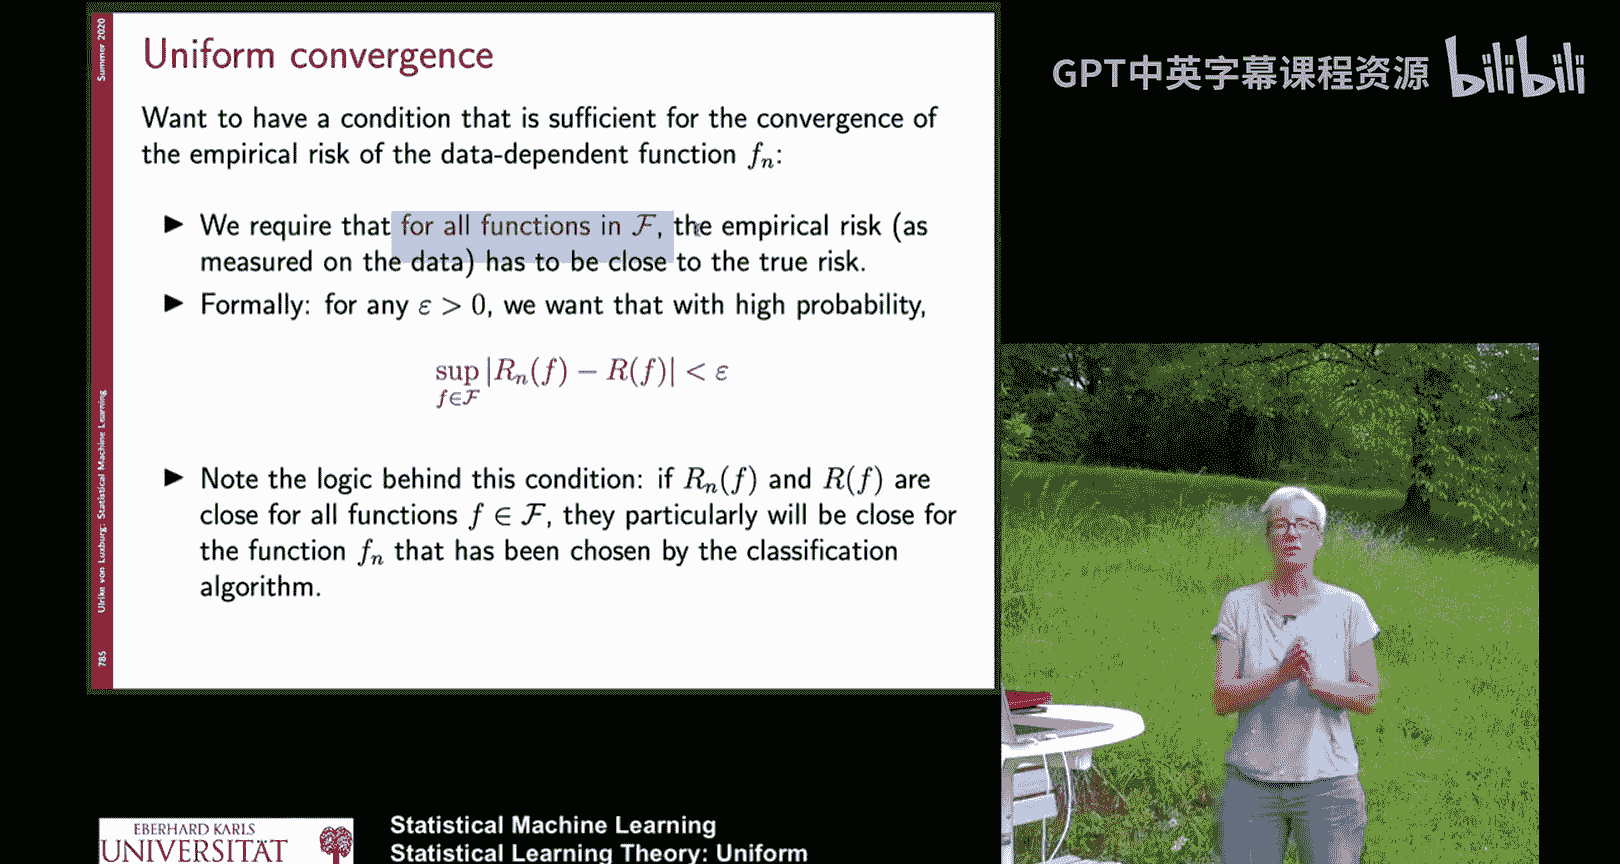 Summer 2020
Uniform convergence
Want to have a condition that is sufficient for the convergence of
the empirical risk of the data-dependent function fₙ:
► We require that for all functions in ℱ, the empirical risk (as
measured on the data) has to be close to the true risk.
► Formally: for any ε > 0, we want that with high probability,
sup |Rₙ(f) − R(f)| < ε
f∈ℱ
► Note the logic behind this condition: if Rₙ(f) and R(f) are
close for all functions f ∈ ℱ, they particularly will be close for
the function fₙ that has been chosen by the classification
algorithm.
Ulrike von Luxburg: Statistical Machine Learning
785
GPT中英字幕课程资源
bilibili
EBERHARD KARLS
UNIVERSITÄT
Statistical Machine Learning
Statistical Learning Theory: Uniform